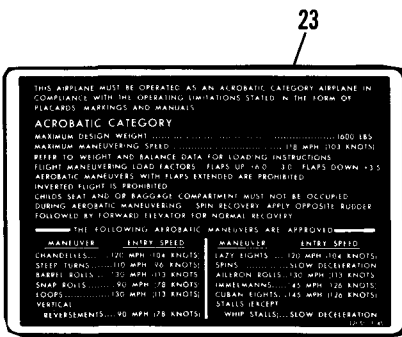 23
THIS AIRPLANE MUST BE OPERATED AS AN ACROBATIC CATEGORY AIRPLANE IN
COMPLIANCE WITH THE OPERATING LIMITATIONS STATED IN THE FORM OF
PLACARDS MARKINGS AND MANUALS
ACROBATIC CATEGORY
MAXIMUM DESIGN WEIGHT ... 1600 LBS
MAXIMUM MANEUVERING SPEED ... 118 MPH (103 KNOTS)
REFER TO WEIGHT AND BALANCE DATA FOR LOADING INSTRUCTIONS
FLIGHT MANEUVERING LOAD FACTORS FLAPS UP +6.0 3.0 FLAPS DOWN +3.5
AEROBATIC MANEUVERS WITH FLAPS EXTENDED ARE PROHIBITED
INVERTED FLIGHT IS PROHIBITED
CHILDS SEAT AND OR BAGGAGE COMPARTMENT MUST NOT BE OCCUPIED
DURING AEROBATIC MANEUVERING SPIN RECOVERY APPLY OPPOSITE RUDDER
FOLLOWED BY FORWARD ELEVATOR FOR NORMAL RECOVERY
THE FOLLOWING AEROBATIC MANEUVERS ARE APPROVED
MANEUVER ENTRY SPEED
CHANDELLES...120 MPH (104 KNOTS)
STEEP TURNS...110 MPH (96 KNOTS)
BARREL ROLLS...130 MPH (113 KNOTS)
SNAP ROLLS...90 MPH (78 KNOTS)
LOOPS...130 MPH (113 KNOTS)
VERTICAL
REVERSEMENTS...90 MPH (78 KNOTS)
MANEUVER ENTRY SPEED
LAZY EIGHTS...120 MPH (104 KNOTS)
SPINS...SLOW DECELERATION
AILERON ROLLS...130 MPH (113 KNOTS)
IMMELMANNS...145 MPH (126 KNOTS)
CUBAN EIGHTS...145 MPH (126 KNOTS)
STALLS (EXCEPT
WHIP STALLS)...SLOW DECELERATION